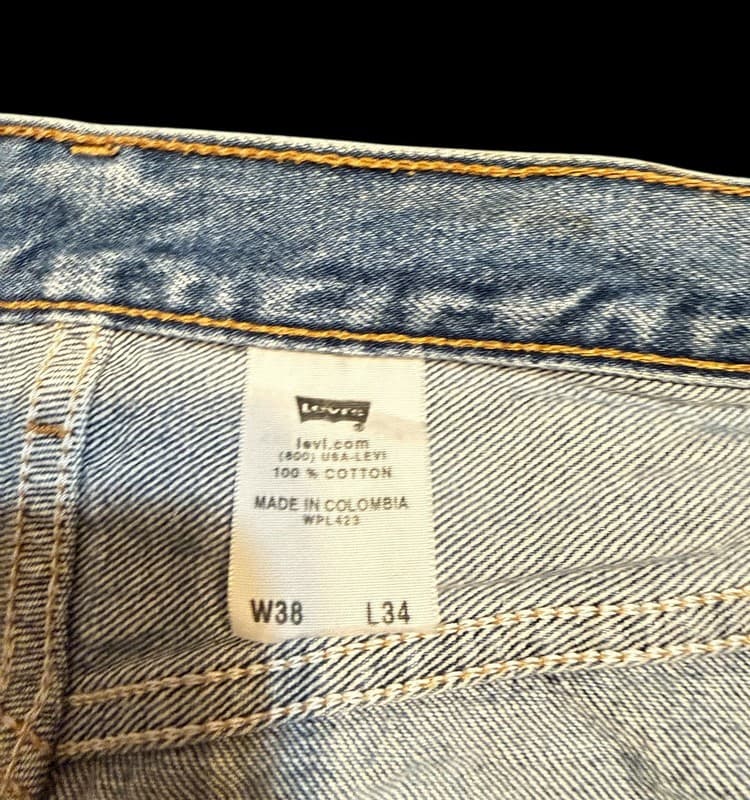 Levi's
®
levi.com
(800) USA-LEVI
100 % COTTON
MADE IN COLOMBIA
WPL423
W38 L34